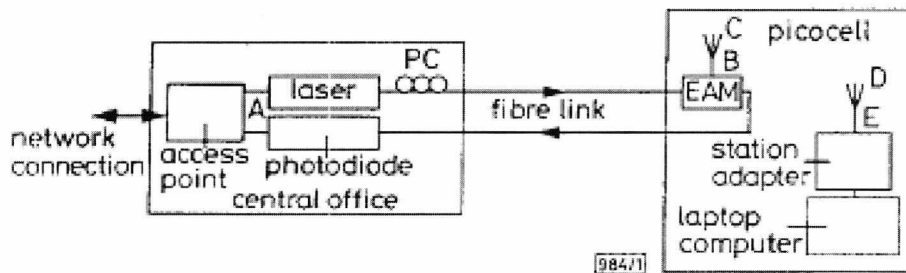 C
picocell
PC
B
D
laser
EAM
A
E
fibre link
network
connection
access
point
photodiode
station
adapter
central office
laptop
computer
984/1